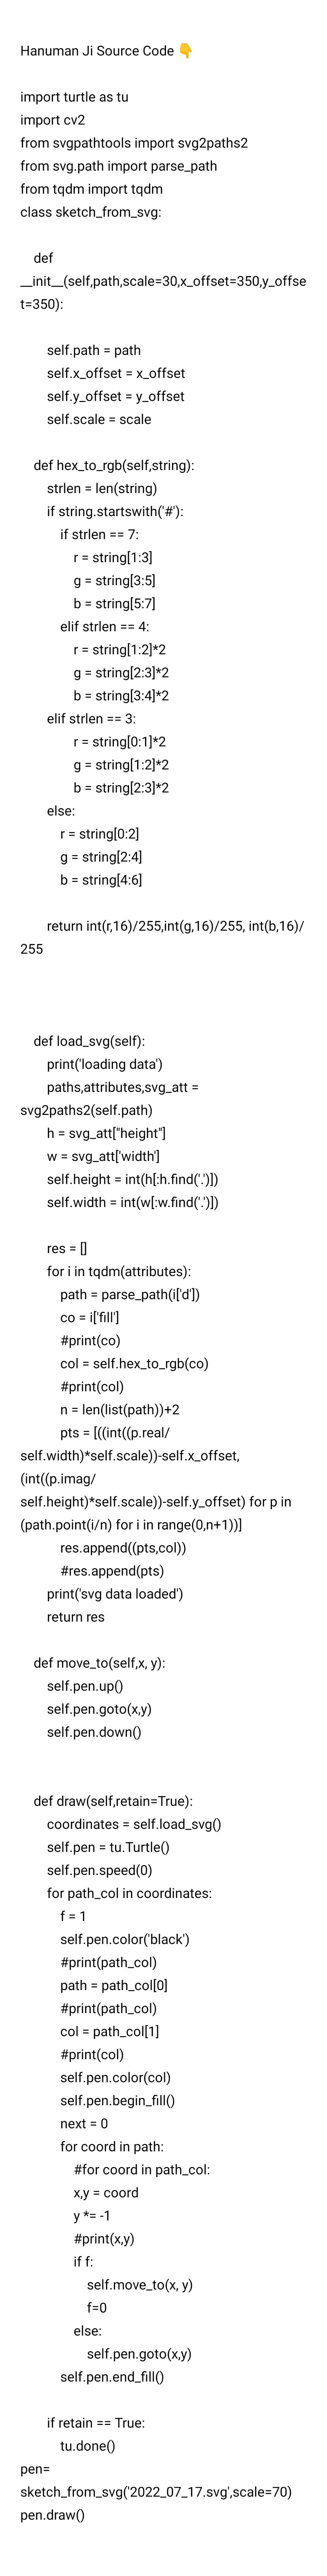 Hanuman Ji Source Code 👇
import turtle as tu
import cv2
from svgpathtools import svg2paths2
from svg.path import parse_path
from tqdm import tqdm
class sketch_from_svg:
    def
__init__(self,path,scale=30,x_offset=350,y_offse
t=350):
        self.path = path
        self.x_offset = x_offset
        self.y_offset = y_offset
        self.scale = scale
    def hex_to_rgb(self,string):
        strlen = len(string)
        if string.startswith('#'):
            if strlen == 7:
                r = string[1:3]
                g = string[3:5]
                b = string[5:7]
            elif strlen == 4:
                r = string[1:2]*2
                g = string[2:3]*2
                b = string[3:4]*2
        elif strlen == 3:
                r = string[0:1]*2
                g = string[1:2]*2
                b = string[2:3]*2
        else:
            r = string[0:2]
            g = string[2:4]
            b = string[4:6]
        return int(r,16)/255,int(g,16)/255, int(b,16)/
255
    def load_svg(self):
        print('loading data')
        paths,attributes,svg_att =
svg2paths2(self.path)
        h = svg_att["height"]
        w = svg_att['width']
        self.height = int(h[:h.find('.')])
        self.width = int(w[:w.find('.')])
        res = []
        for i in tqdm(attributes):
            path = parse_path(i['d'])
            co = i['fill']
            #print(co)
            col = self.hex_to_rgb(co)
            #print(col)
            n = len(list(path))+2
            pts = [((int((p.real/
self.width)*self.scale))-self.x_offset,
(int((p.imag/
self.height)*self.scale))-self.y_offset) for p in
(path.point(i/n) for i in range(0,n+1))]
            res.append((pts,col))
            #res.append(pts)
        print('svg data loaded')
        return res
    def move_to(self,x, y):
        self.pen.up()
        self.pen.goto(x,y)
        self.pen.down()
    def draw(self,retain=True):
        coordinates = self.load_svg()
        self.pen = tu.Turtle()
        self.pen.speed(0)
        for path_col in coordinates:
            f = 1
            self.pen.color('black')
            #print(path_col)
            path = path_col[0]
            #print(path_col)
            col = path_col[1]
            #print(col)
            self.pen.color(col)
            self.pen.begin_fill()
            next = 0
            for coord in path:
                #for coord in path_col:
                x,y = coord
                y *= -1
                #print(x,y)
                if f:
                    self.move_to(x, y)
                    f=0
                else:
                    self.pen.goto(x,y)
            self.pen.end_fill()
        if retain == True:
            tu.done()
pen=
sketch_from_svg('2022_07_17.svg',scale=70)
pen.draw()